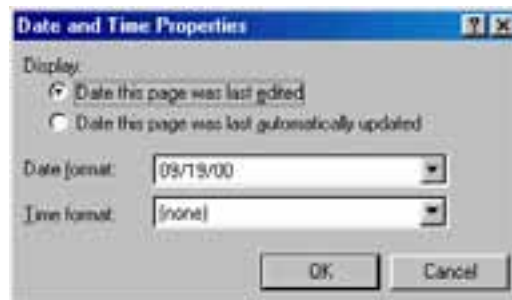 Date and Time Properties
Display:
Date this page was last edited
Date this page was last automatically updated
Date format: 09/19/00
Time format: (none)
OK Cancel